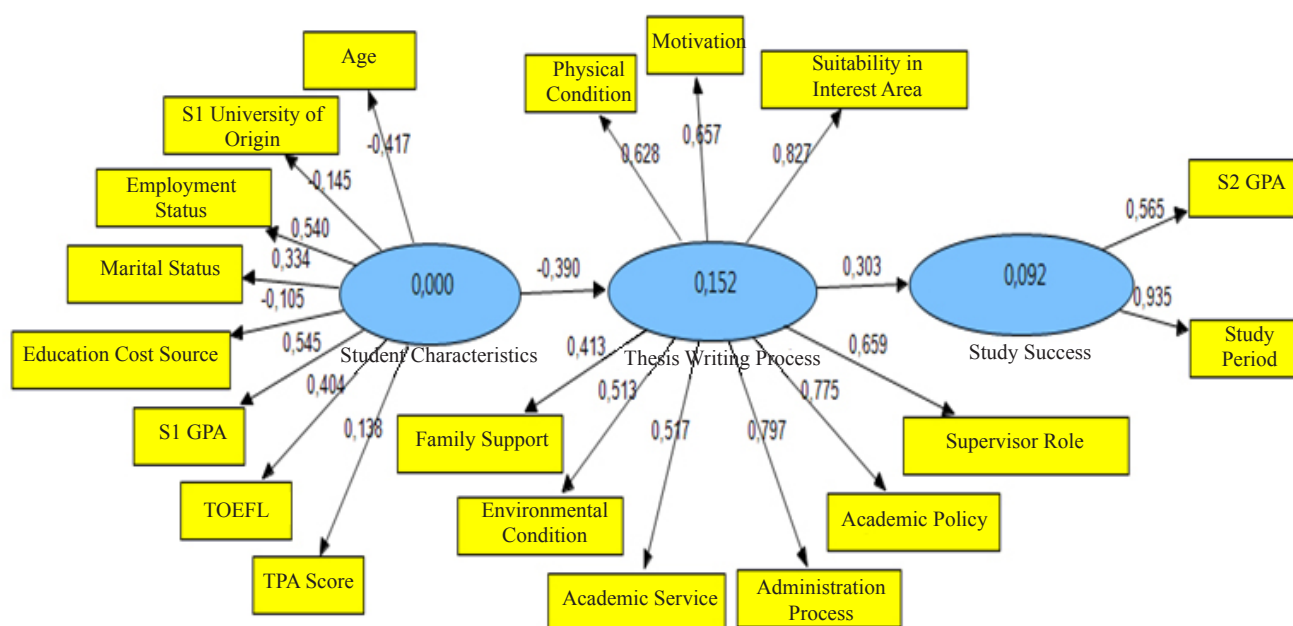 Age
-0,417
S1 University of
Origin
-0,145
Employment
Status
0,540
Marital Status
0,334
Education Cost Source
-0,105
S1 GPA
0,545
TOEFL
0,404
TPA Score
0,138
0,000
Student Characteristics
-0,390
Physical
Condition
0,628
Motivation
0,657
Suitability in
Interest Area
0,827
0,152
Thesis Writing Process
Family Support
0,413
Environmental
Condition
0,513
Academic Service
0,517
Administration
Process
0,797
Academic Policy
0,775
Supervisor Role
0,659
0,303
0,092
Study Success
S2 GPA
0,565
Study
Period
0,935